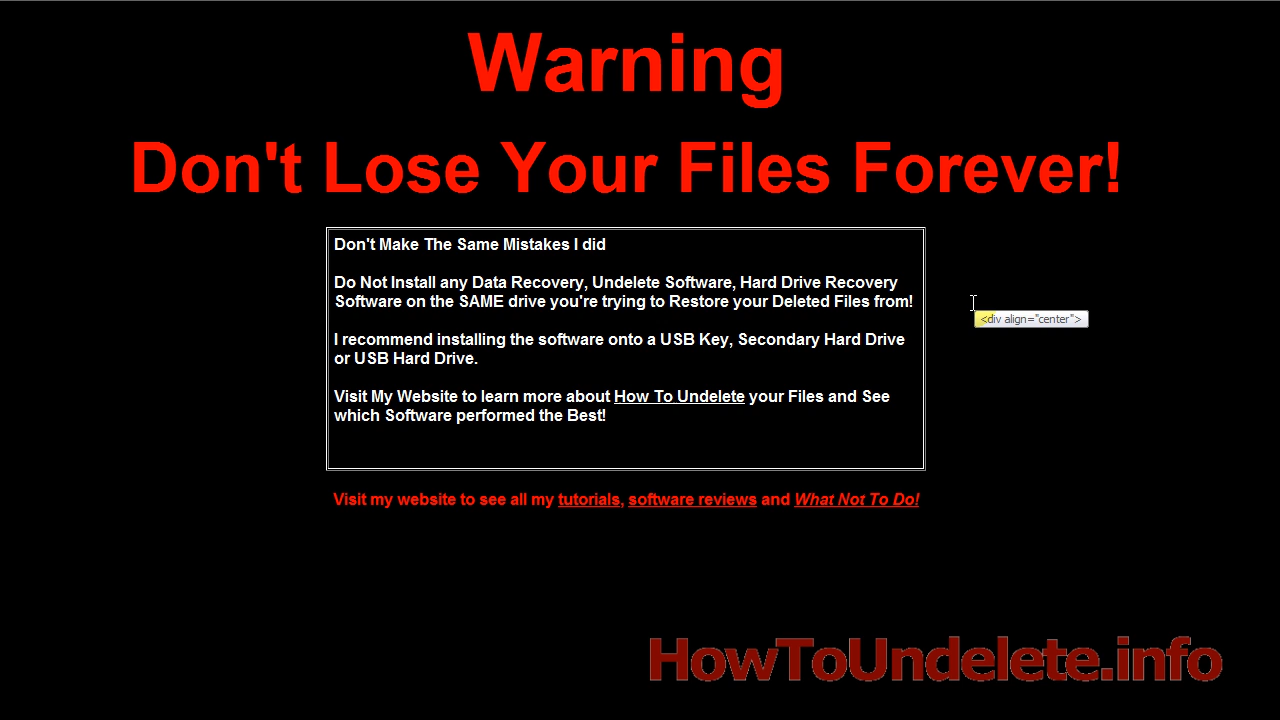 Warning
Don't Lose Your Files Forever!
Don't Make The Same Mistakes I did
Do Not Install any Data Recovery, Undelete Software, Hard Drive Recovery
Software on the SAME drive you're trying to Restore your Deleted Files from!
I recommend installing the software onto a USB Key, Secondary Hard Drive
or USB Hard Drive.
Visit My Website to learn more about How To Undelete your Files and See
which Software performed the Best!
<div align="center">
Visit my website to see all my tutorials, software reviews and What Not To Do!
HowToUndelete.info